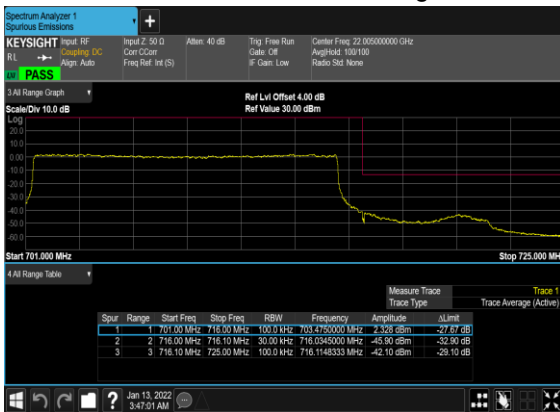 Spectrum Analyzer 1
Spurious Emissions
KEYSIGHT Input: RF Input Z: 50 Ω Atten: 40 dB Trig: Free Run Center Freq: 22.005000000 GHz
RL Coupling: DC Corr CCorr Gate: Off Avg|Hold: 100/100
Align: Auto Freq Ref: Int (S) IF Gain: Low Radio Std: None
PASS
3 All Range Graph Ref Lvl Offset 4.00 dB
Scale/Div 10.0 dB Ref Value 30.00 dBm
Log
20.0
10.0
0.00
-10.0
-20.0
-30.0
-40.0
-50.0
-60.0
Start 701.000 MHz Stop 725.000 MH
4 All Range Table
Measure Trace Trace 1
Trace Type Trace Average (Active)
Spur Range Start Freq Stop Freq RBW Frequency Amplitude ΔLimit
1 1 701.00 MHz 716.00 MHz 100.0 kHz 703.4750000 MHz 2.328 dBm -27.67 dB
2 2 716.00 MHz 716.10 MHz 30.00 kHz 716.0345000 MHz -45.90 dBm -32.90 dB
3 3 716.10 MHz 725.00 MHz 100.0 kHz 716.1148333 MHz -42.10 dBm -29.10 dB
Jan 13, 2022
3:47:01 AM